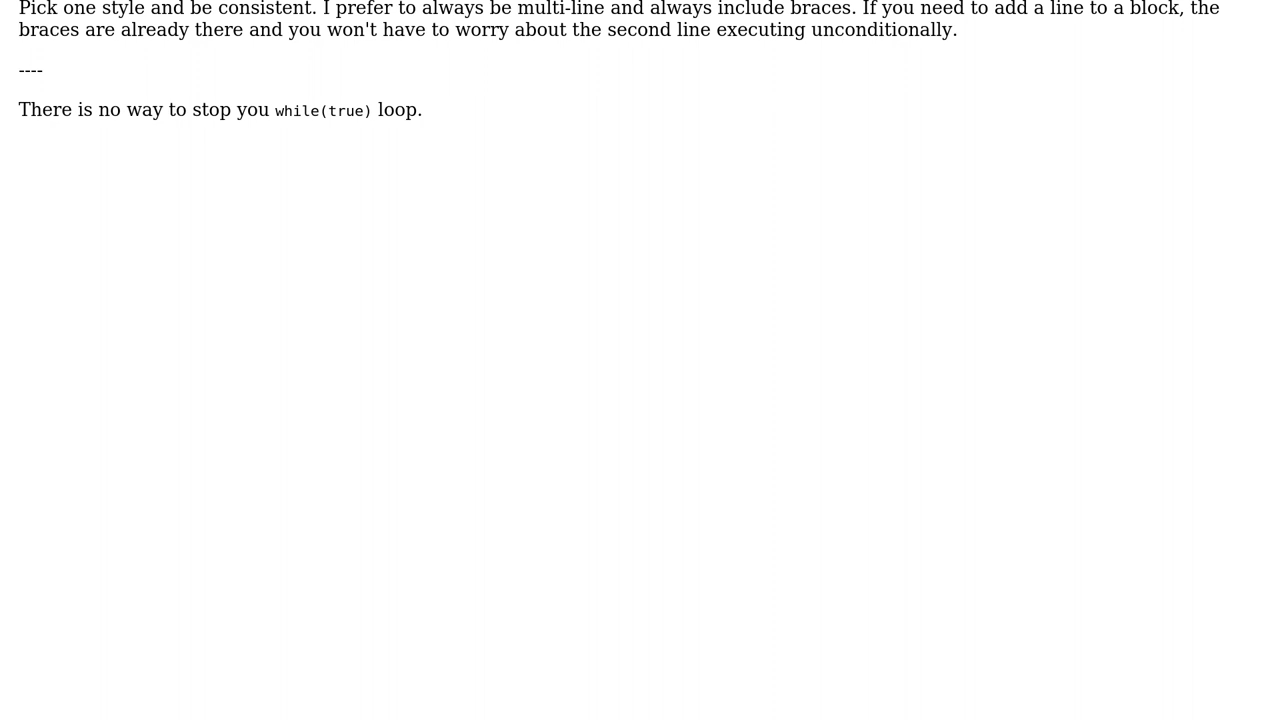 Pick one style and be consistent. I prefer to always be multi-line and always include braces. If you need to add a line to a block, the
braces are already there and you won't have to worry about the second line executing unconditionally.
----
There is no way to stop you while(true) loop.